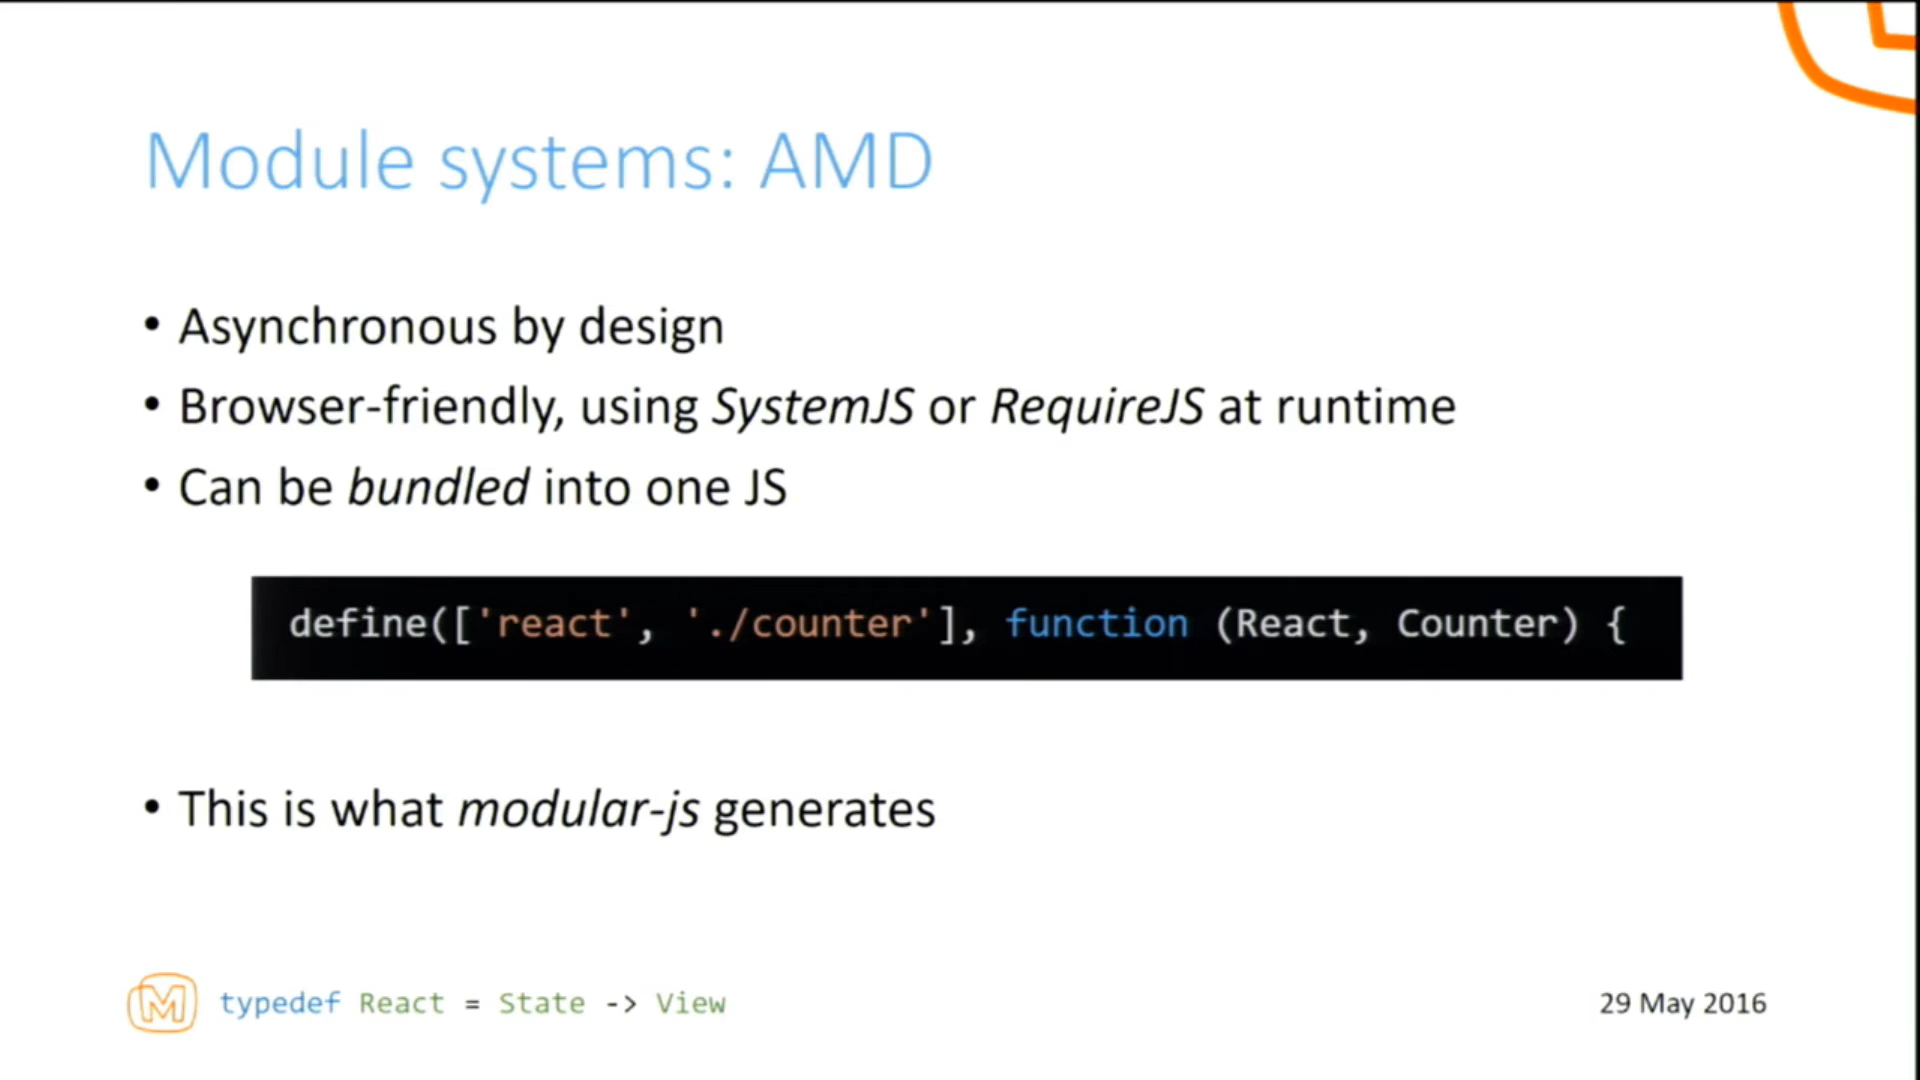 Module systems: AMD
• Asynchronous by design
• Browser-friendly, using SystemJS or RequireJS at runtime
• Can be bundled into one JS
define(['react', './counter'], function (React, Counter) {
• This is what modular-js generates
M typedef React = State -> View
29 May 2016